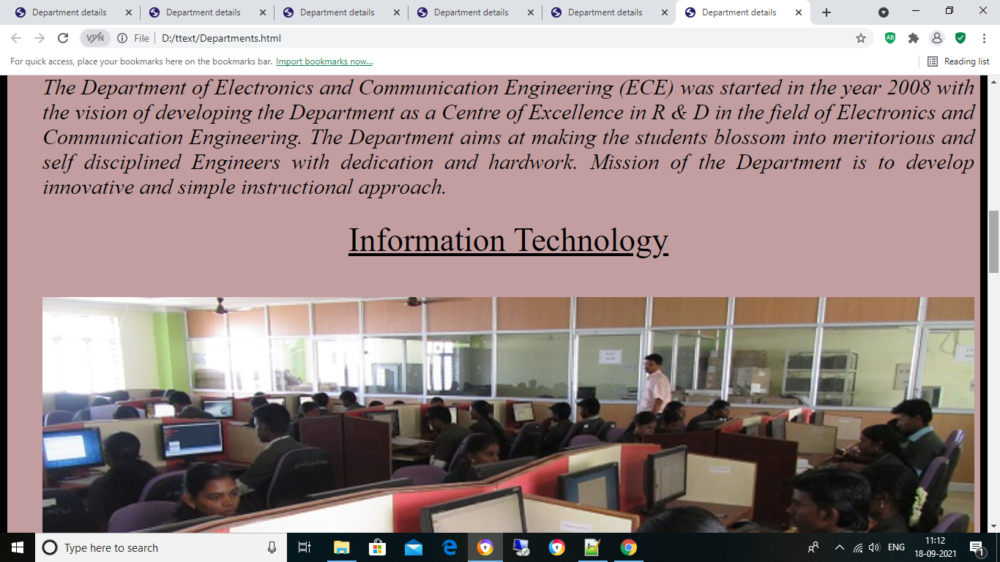 Department details
Department details
Department details
Department details
Department details
Department details
VPN
File
D:/ttext/Departments.html
AB
For quick access, place your bookmarks here on the bookmarks bar. Import bookmarks now...
Reading list
The Department of Electronics and Communication Engineering (ECE) was started in the year 2008 with
the vision of developing the Department as a Centre of Excellence in R & D in the field of Electronics and
Communication Engineering. The Department aims at making the students blossom into meritorious and
self disciplined Engineers with dedication and hardwork. Mission of the Department is to develop
innovative and simple instructional approach.
Information Technology
Type here to search
ENG
11:12
18-09-2021
1